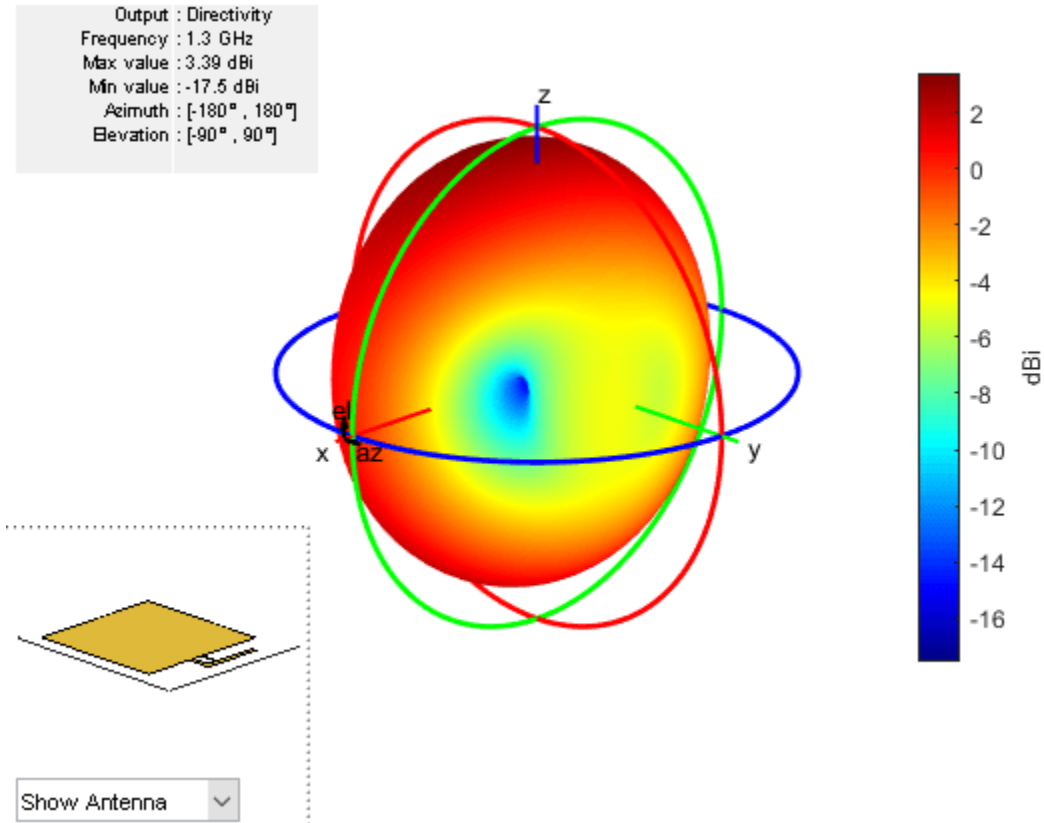 Output : Directivity
Frequency : 1.3 GHz
Max value : 3.39 dBi
Min value : -17.5 dBi
Azimuth : [-180° , 180°]
Elevation : [-90° , 90°]
z
el
x
az
y
2
0
-2
-4
-6
-8
-10
-12
-14
-16
dBi
Show Antenna